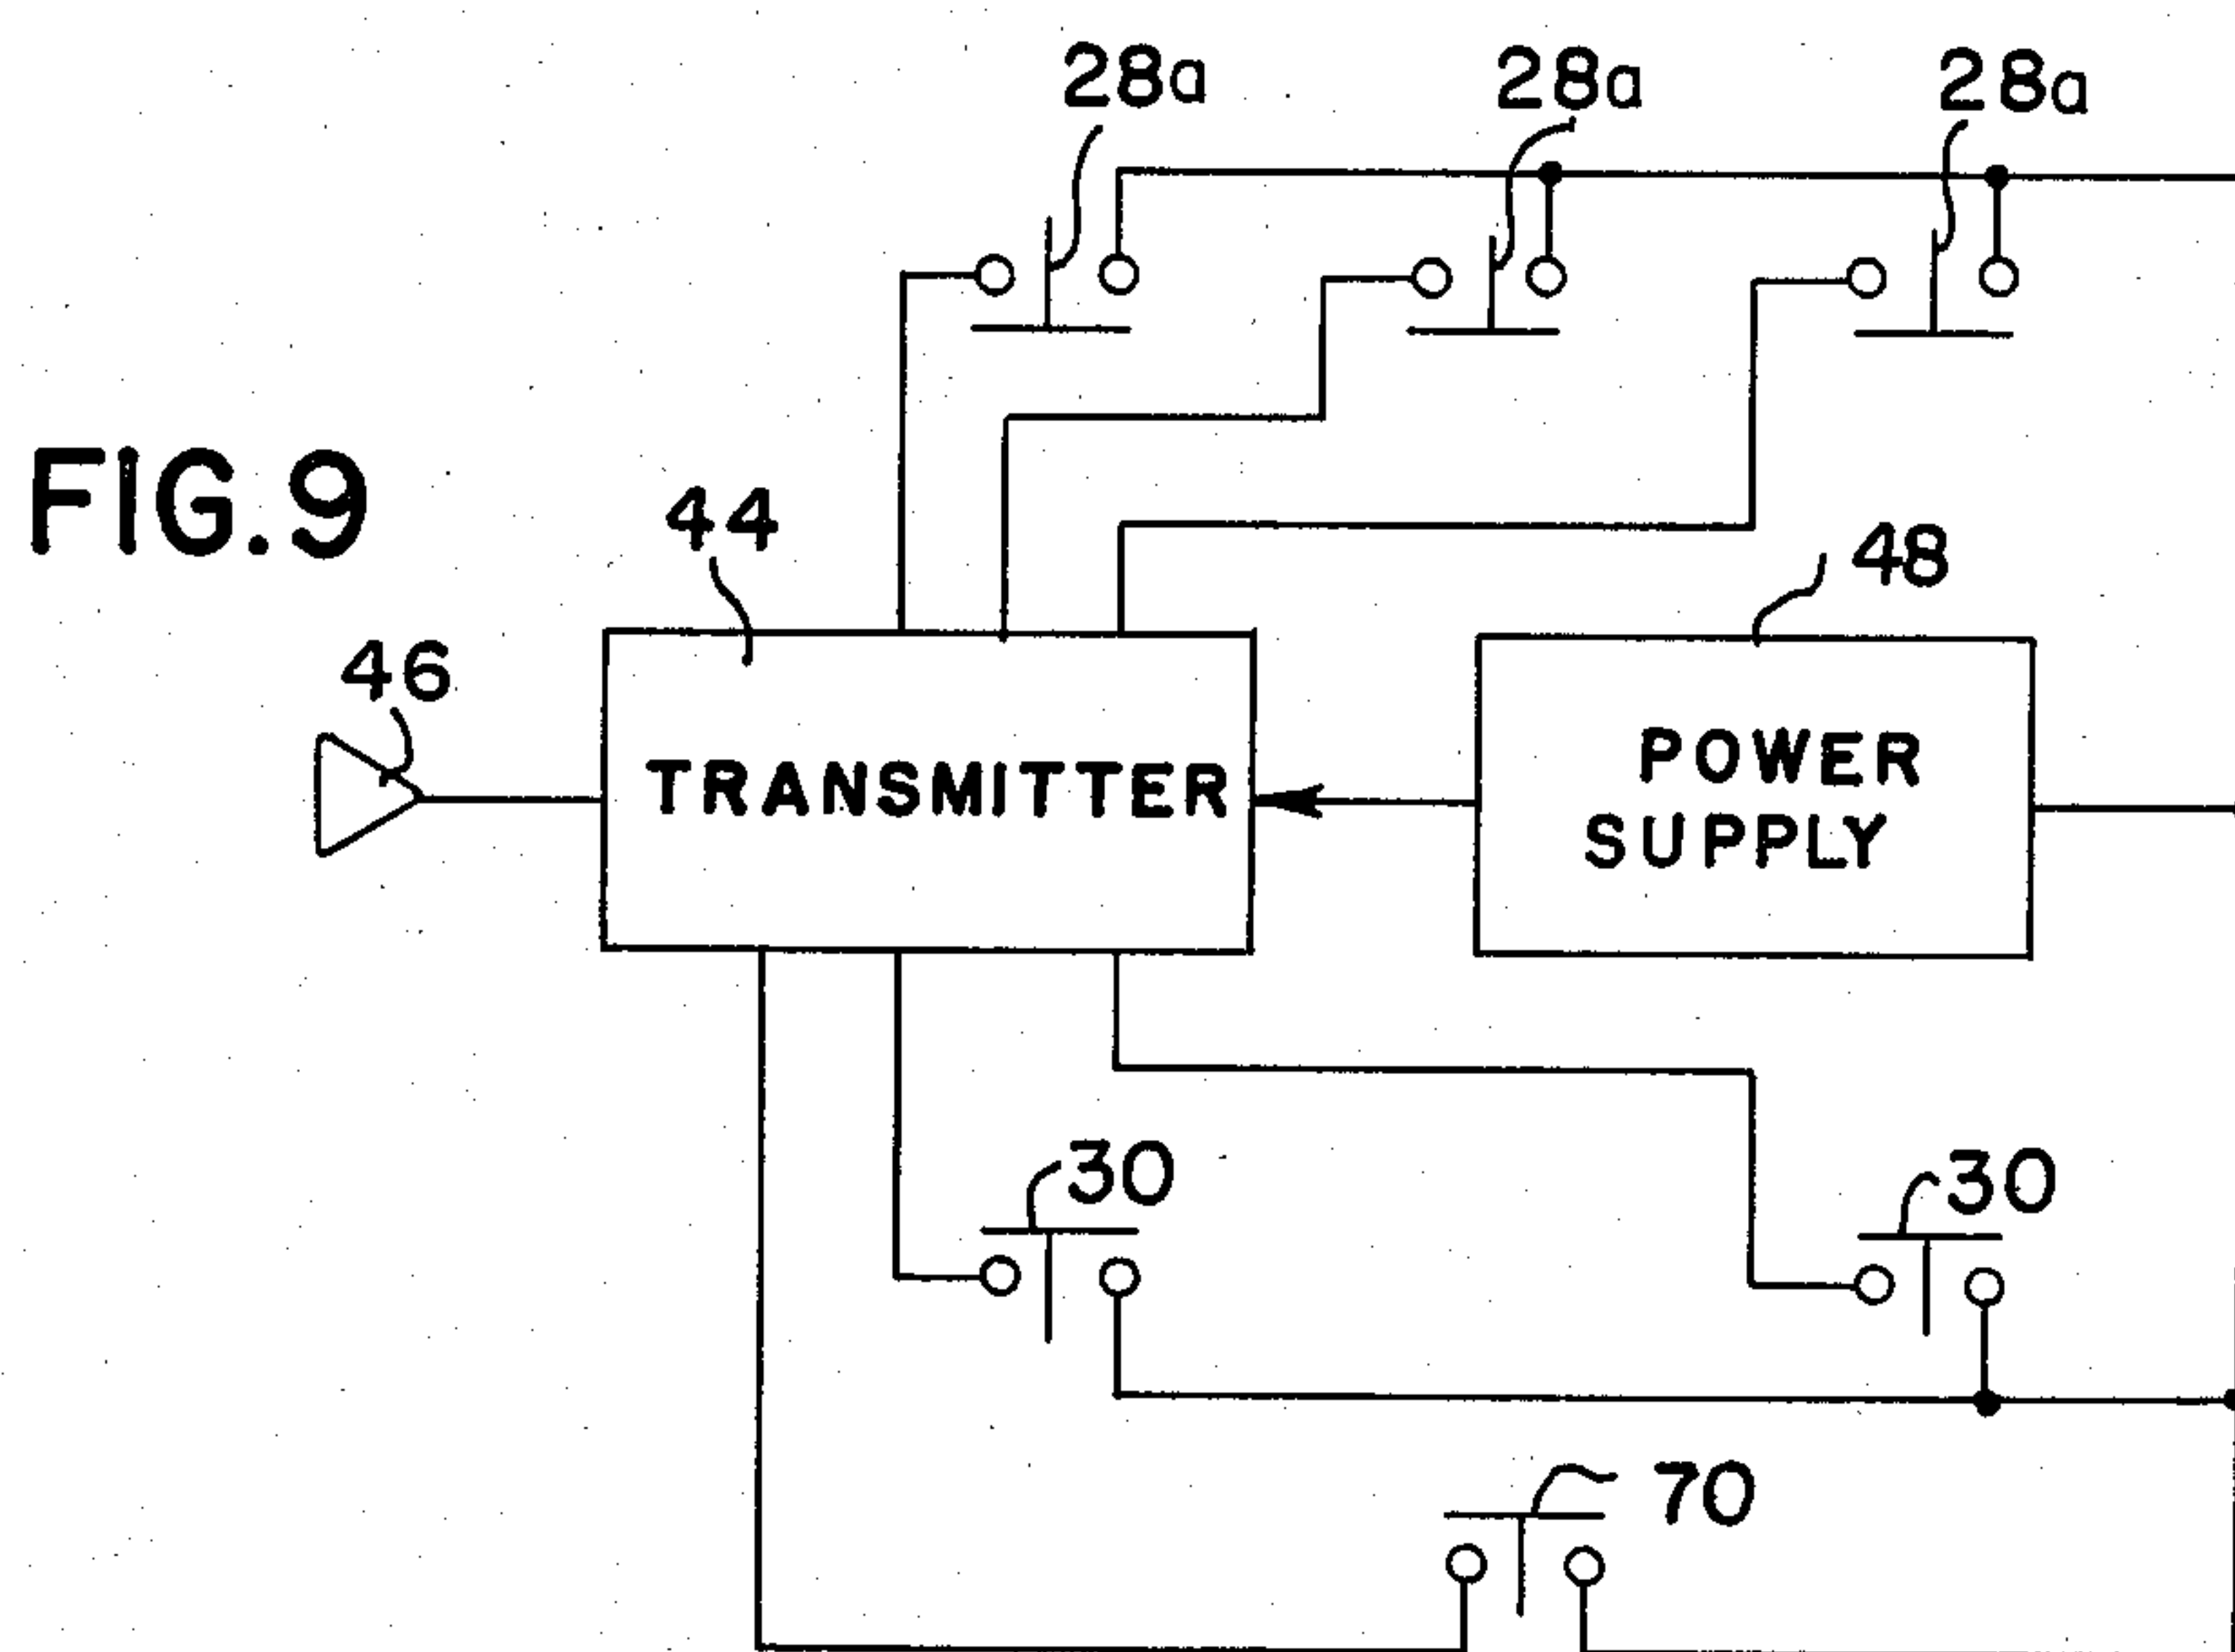 28a
28a
28a
FIG.9
44
48
46
TRANSMITTER
POWER
SUPPLY
30
30
70